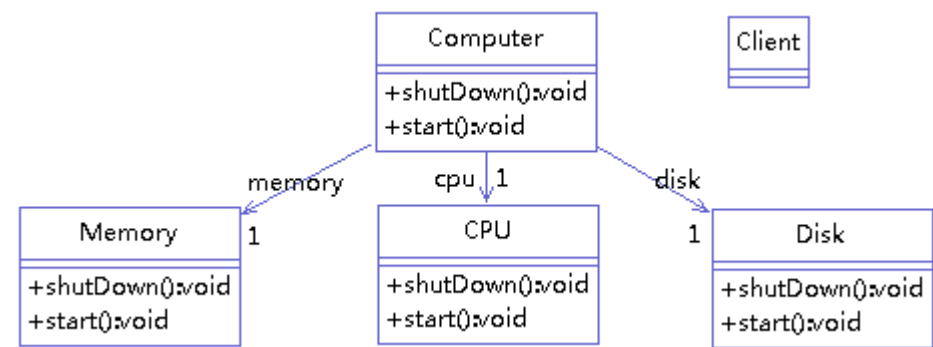 Computer
+shutDown():void
+start():void
Client
memory
cpu
1
disk
Memory
+shutDown():void
+start():void
1
CPU
+shutDown():void
+start():void
1
Disk
+shutDown():void
+start():void